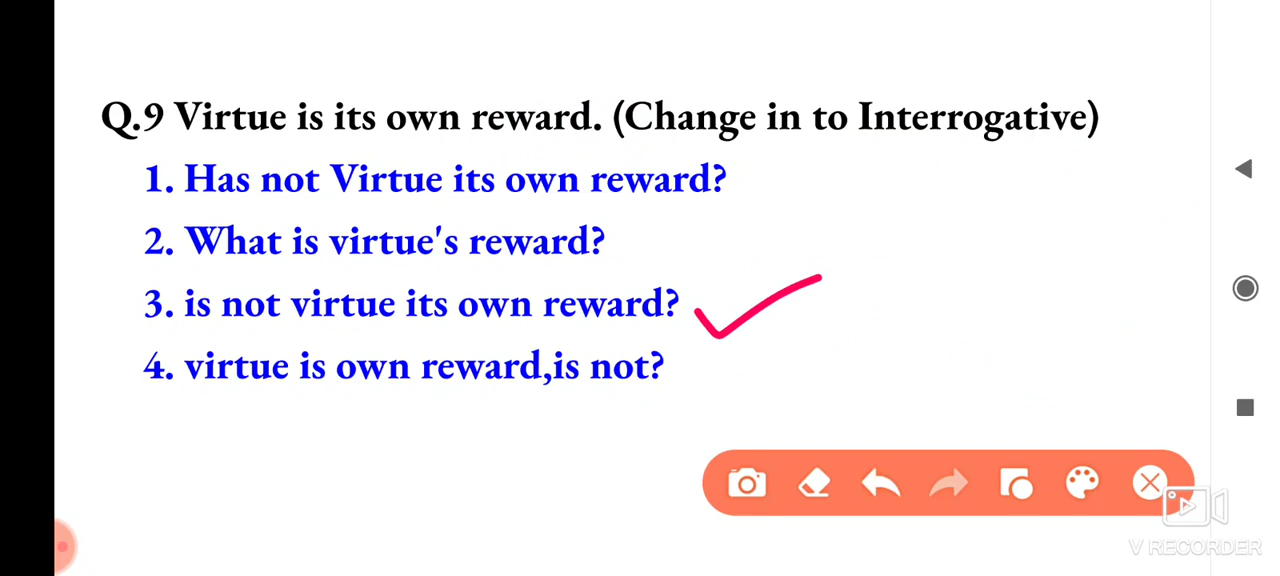 Q.9 Virtue is its own reward. (Change in to Interrogative)
1. Has not Virtue its own reward?
2. What is virtue's reward?
3. is not virtue its own reward?
4. virtue is own reward,is not?
V RECORDER